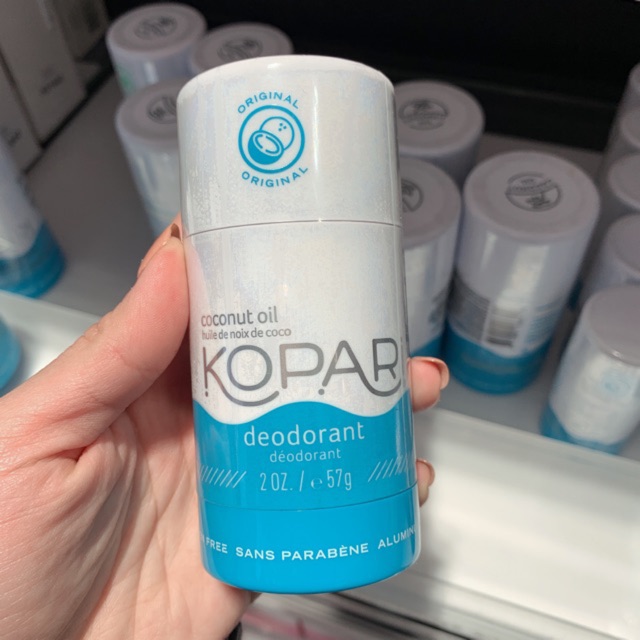 ORIGINAL
ORIGINAL
coconut oil
huile de noix de coco
KOPARI
deodorant
déodorant
2 OZ. / ℮57g
FREE SANS PARABÈNE ALUMIN